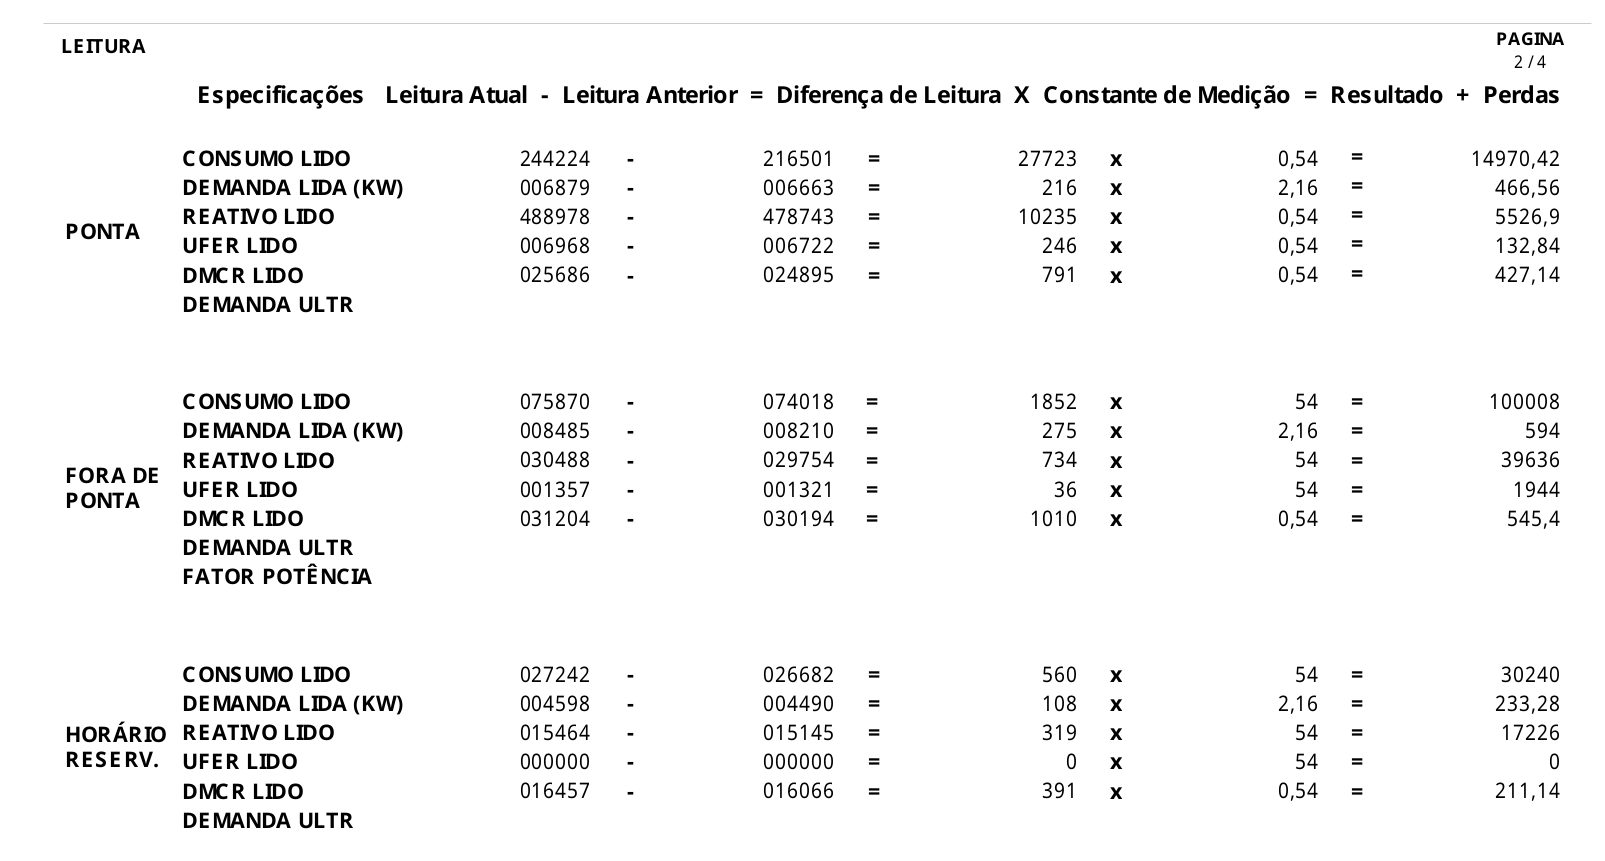 LEITURA
PAGINA
2 / 4
Especificações Leitura Atual - Leitura Anterior = Diferença de Leitura X Constante de Medição = Resultado + Perdas
CONSUMO LIDO 244224 - 216501 = 27723 x 0,54 = 14970,42
DEMANDA LIDA (KW) 006879 - 006663 = 216 x 2,16 = 466,56
REATIVO LIDO 488978 - 478743 = 10235 x 0,54 = 5526,9
PONTA
UFER LIDO 006968 - 006722 = 246 x 0,54 = 132,84
DMCR LIDO 025686 - 024895 = 791 x 0,54 = 427,14
DEMANDA ULTR
CONSUMO LIDO 075870 - 074018 = 1852 x 54 = 100008
DEMANDA LIDA (KW) 008485 - 008210 = 275 x 2,16 = 594
REATIVO LIDO 030488 - 029754 = 734 x 54 = 39636
FORA DE
PONTA
UFER LIDO 001357 - 001321 = 36 x 54 = 1944
DMCR LIDO 031204 - 030194 = 1010 x 0,54 = 545,4
DEMANDA ULTR
FATOR POTÊNCIA
CONSUMO LIDO 027242 - 026682 = 560 x 54 = 30240
DEMANDA LIDA (KW) 004598 - 004490 = 108 x 2,16 = 233,28
REATIVO LIDO 015464 - 015145 = 319 x 54 = 17226
HORÁRIO
RESERV.
UFER LIDO 000000 - 000000 = 0 x 54 = 0
DMCR LIDO 016457 - 016066 = 391 x 0,54 = 211,14
DEMANDA ULTR